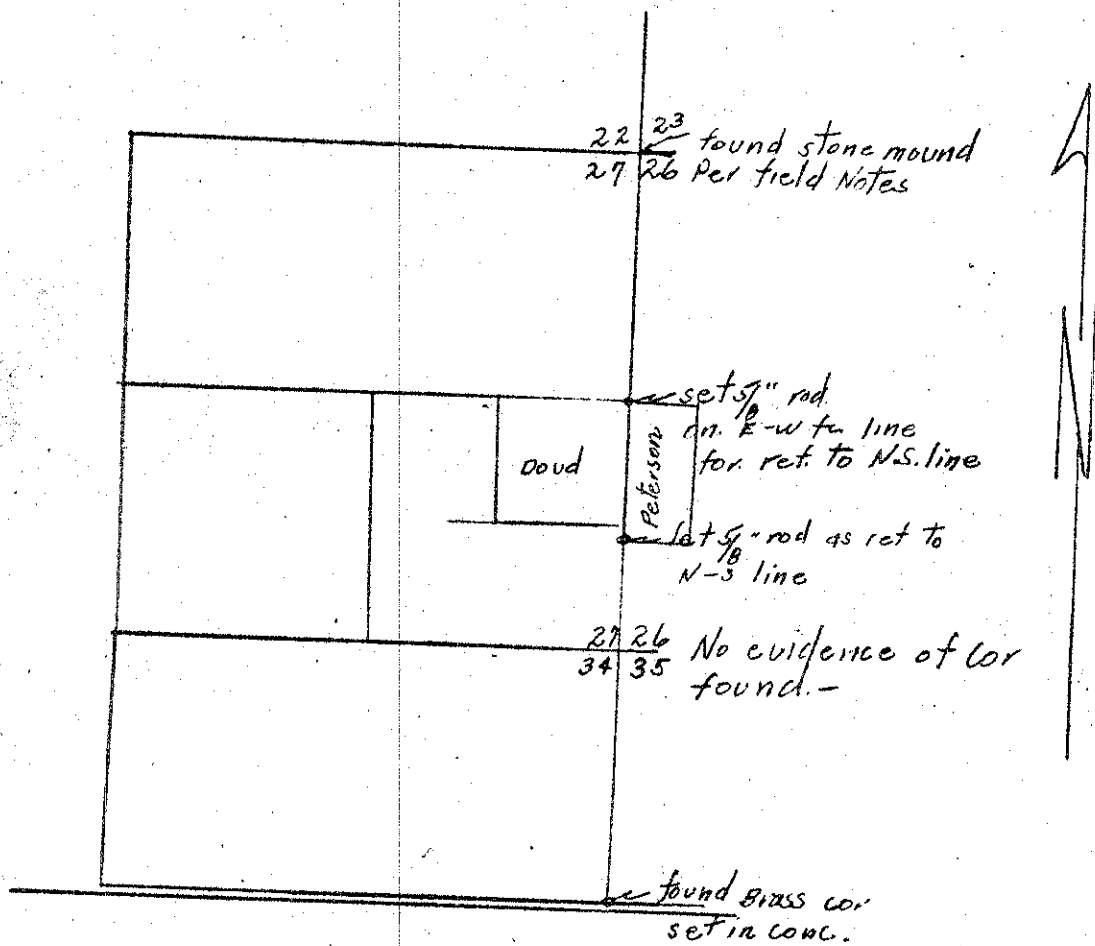 22 23
27 26
found stone mound
Per field Notes
set 5/8" rod
on E-W line
for ref. to N.S. line
Doud
Peterson
set 5/8" rod as ref to
N-S line
27 26
34 35
No evidence of Cor
found.-
found Brass cor
set in conc.
N